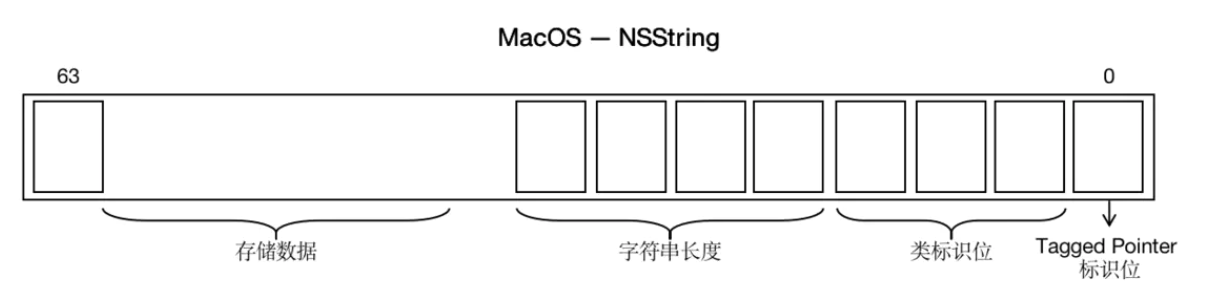 MacOS — NSString
63
0
存储数据
字符串长度
类标识位
Tagged Pointer
标识位